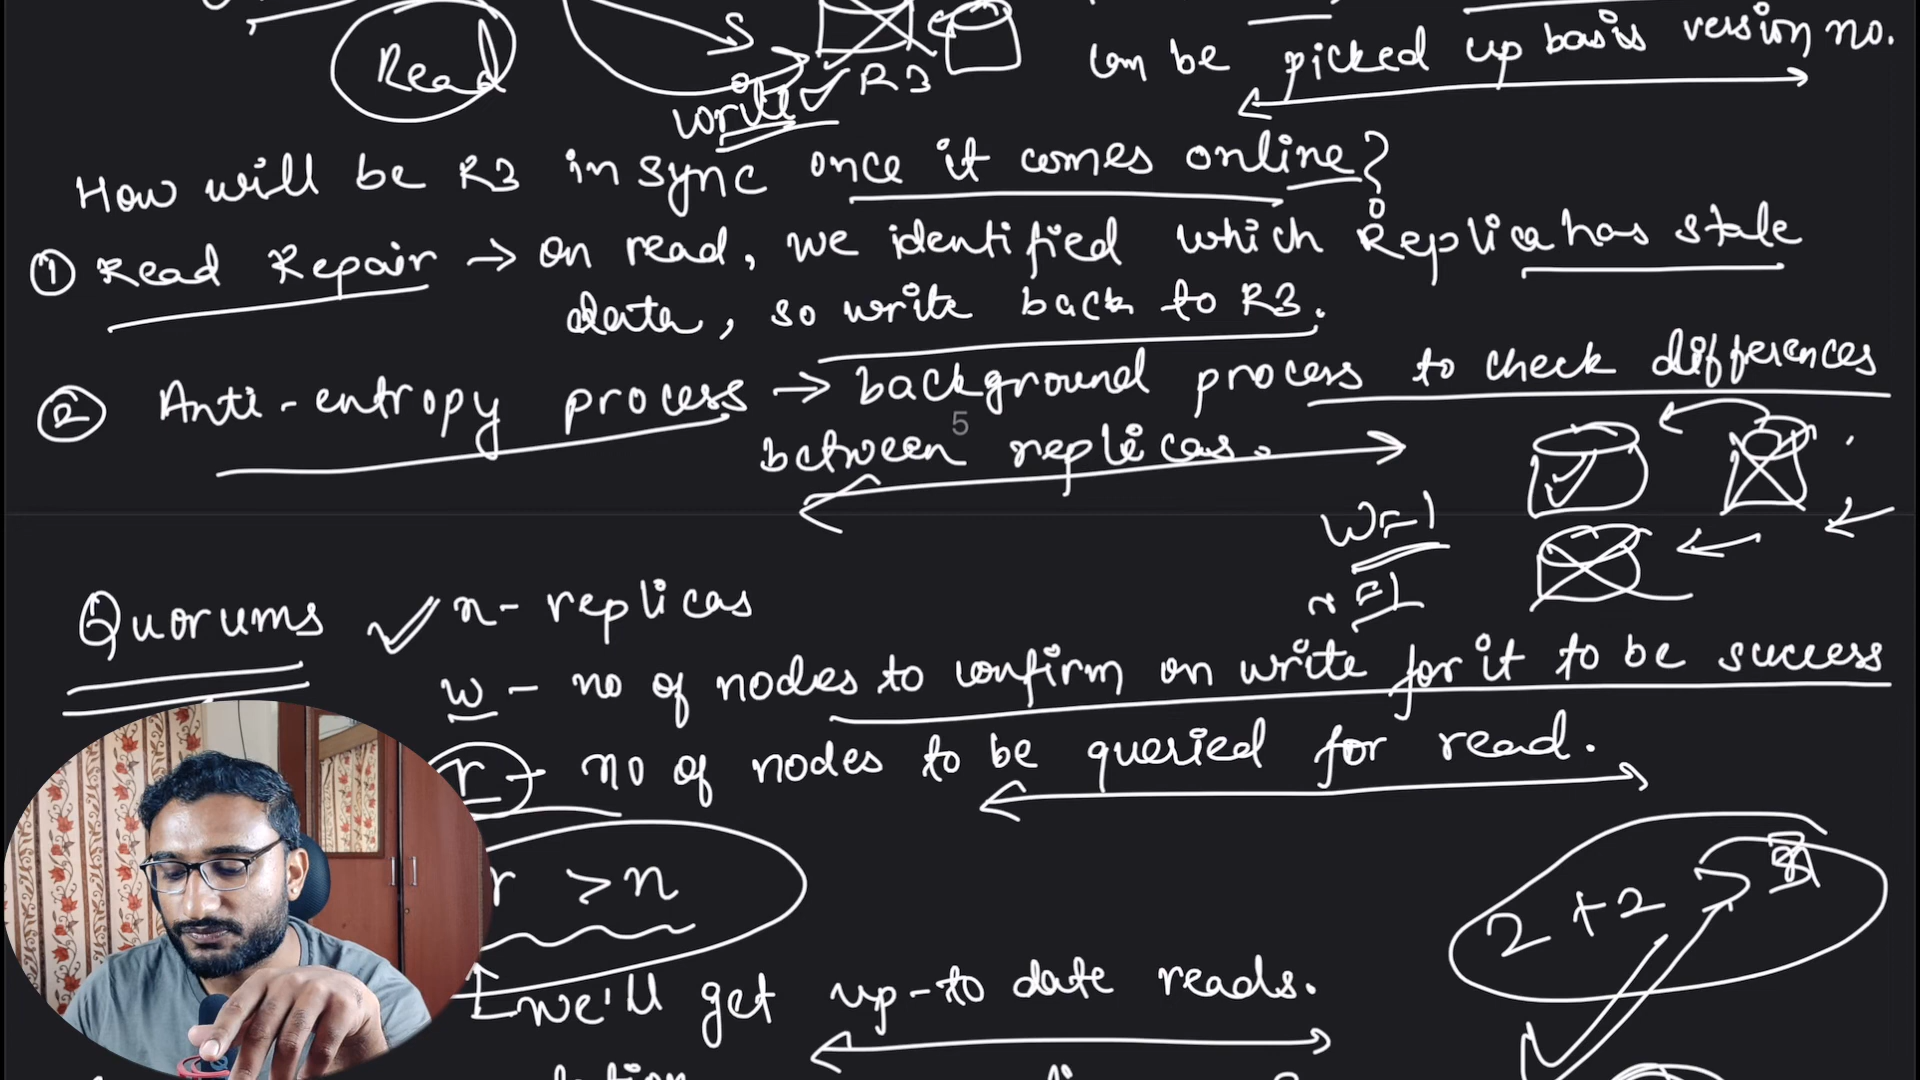 Read
write R3
can be picked up basis version no.
How will be R3 in sync once it comes online?
① Read Repair → on read, we identified which Replica has stale
data, so write back to R3.
② Anti-entropy process → background process to check differences
5
between replicas.
W=1
r=1
Quorums n- replicas
w - no of nodes to confirm on write for it to be success
r - no of nodes to be queried for read.
r > n
2 + 2 >
we'll get up-to date reads.